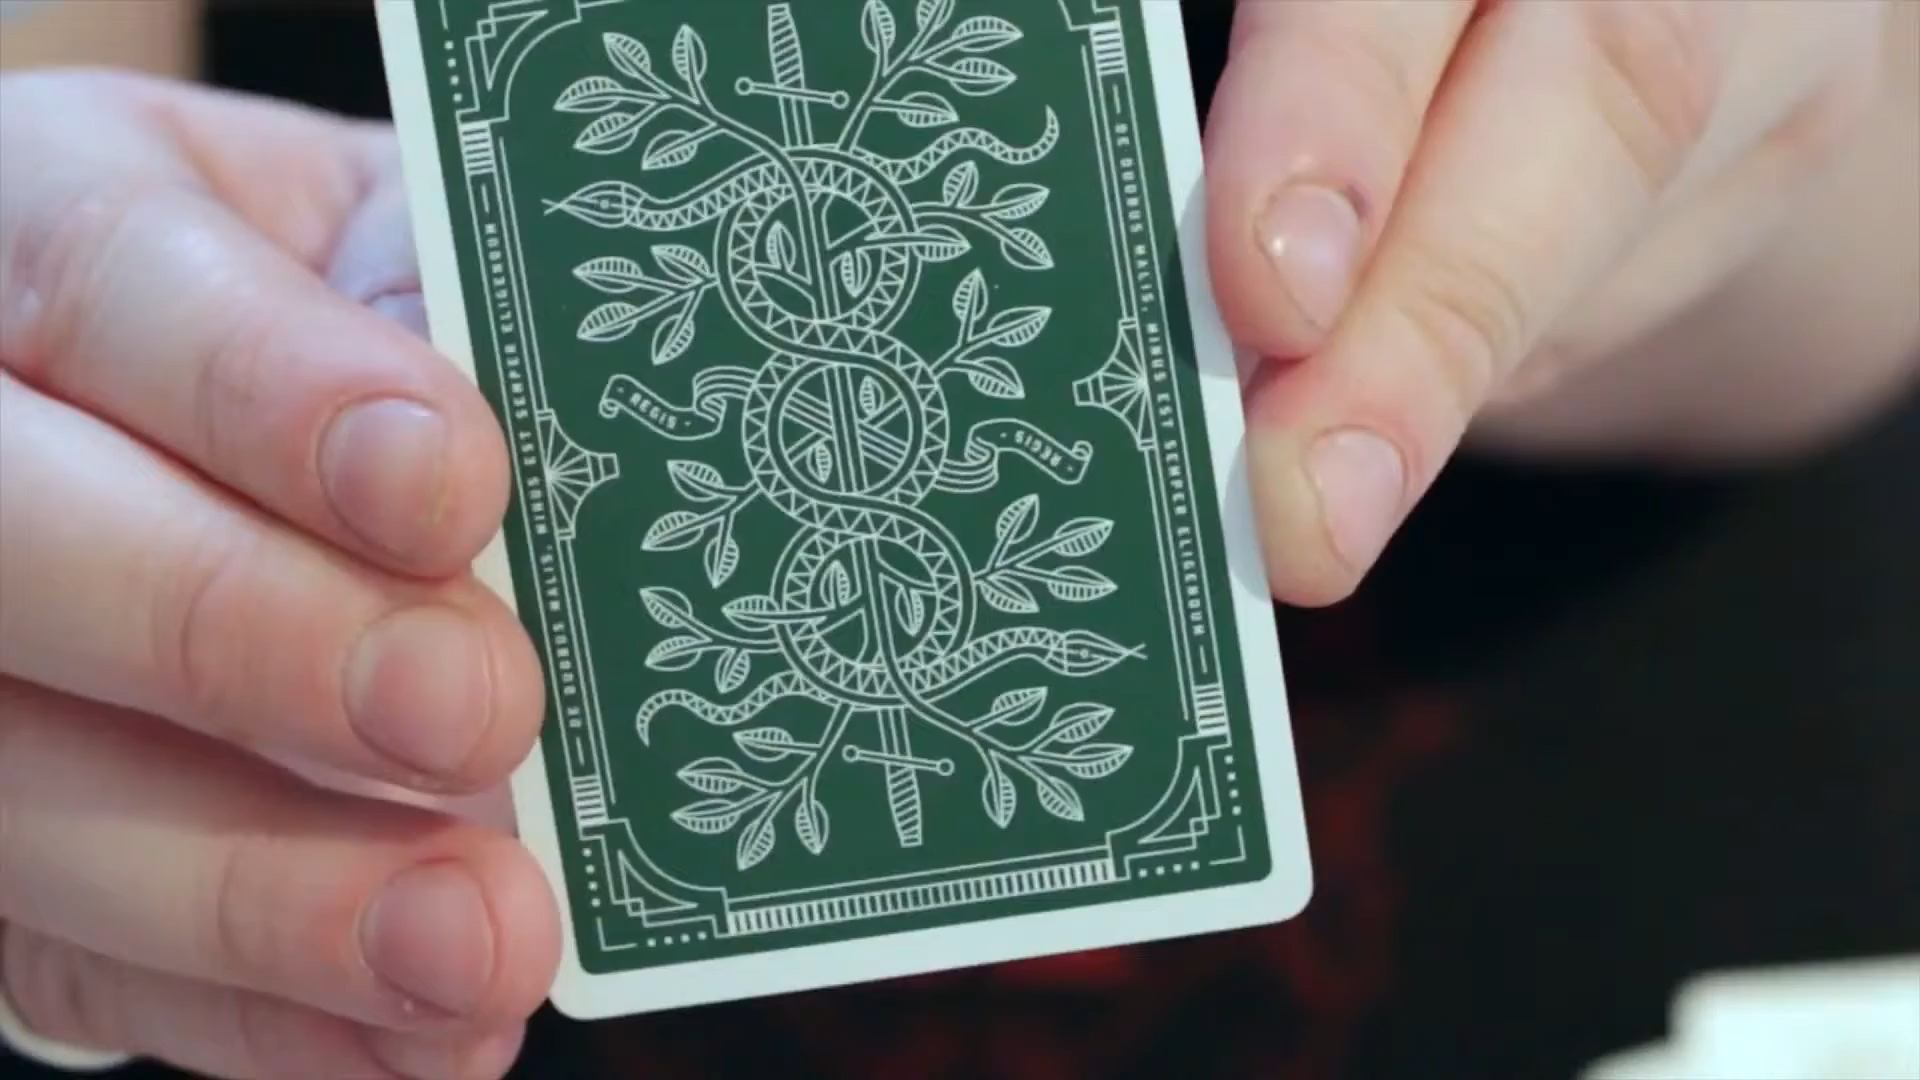 — DE DUOBUS MALIS, MINUS EST SEMPER ELIGENDUM —
- REGIS -
- REGIS -
— DE DUOBUS MALIS, MINUS EST SEMPER ELIGENDUM —